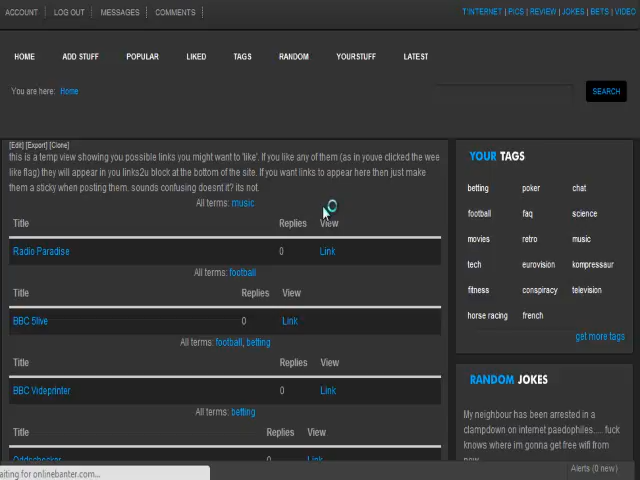 ACCOUNT | LOG OUT | MESSAGES | COMMENTS |
T'INTERNET | PICS | REVIEW | JOKES | BETS | VIDEO
HOME ADD STUFF POPULAR LIKED TAGS RANDOM YOURSTUFF LATEST
You are here: Home
SEARCH
[Edit] [Export] [Clone]
this is a temp view showing you possible links you might want to 'like'. If you like any of them (as in youve clicked the wee
like flag) they will appear in you links2u block at the bottom of the site. If you want links to appear here then just make
them a sticky when posting them. sounds confusing doesnt it? its not.
All terms: music
Title Replies View
Radio Paradise 0 Link
All terms: football
Title Replies View
BBC 5live 0 Link
All terms: football, betting
Title Replies View
BBC Videprinter 0 Link
All terms: betting
Title Replies View
Oddschecker 0 Link
YOUR TAGS
betting poker chat
football faq science
movies retro music
tech eurovision kompressaur
fitness conspiracy television
horse racing french
get more tags
RANDOM JOKES
My neighbour has been arrested in a
clampdown on internet paedophiles.... fuck
knows where im gonna get free wifi from
now
Alerts (0 new)
aiting for onlinebanter.com...